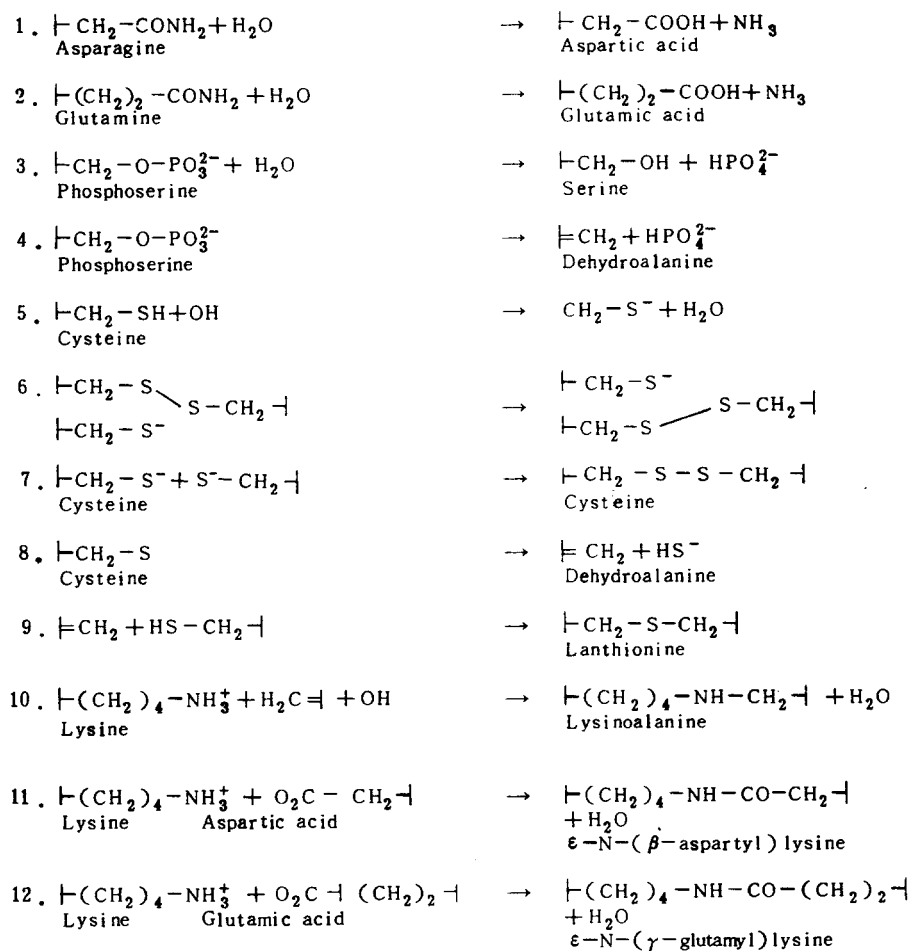 1. ⊢CH₂-CONH₂+H₂O → ⊢CH₂-COOH+NH₃
Asparagine Aspartic acid
2. ⊢(CH₂)₂-CONH₂+H₂O → ⊢(CH₂)₂-COOH+NH₃
Glutamine Glutamic acid
3. ⊢CH₂-O-PO₃²⁻+ H₂O → ⊢CH₂-OH + HPO₄²⁻
Phosphoserine Serine
4. ⊢CH₂-O-PO₃²⁻ → ⊨CH₂+HPO₄²⁻
Phosphoserine Dehydroalanine
5. ⊢CH₂-SH+OH → CH₂-S⁻+H₂O
Cysteine
6. ⊢CH₂-S ⊢CH₂-S⁻
S-CH₂⊣ → S-CH₂⊣
⊢CH₂-S⁻ ⊢CH₂-S
7. ⊢CH₂-S⁻+S⁻-CH₂⊣ → ⊢CH₂-S-S-CH₂⊣
Cysteine Cysteine
8. ⊢CH₂-S → ⊨CH₂+HS⁻
Cysteine Dehydroalanine
9. ⊨CH₂+HS-CH₂⊣ → ⊢CH₂-S-CH₂⊣
Lanthionine
10. ⊢(CH₂)₄-NH₃⁺+H₂C=⊣ +OH → ⊢(CH₂)₄-NH-CH₂⊣ +H₂O
Lysine Lysinoalanine
11. ⊢(CH₂)₄-NH₃⁺ + O₂C- CH₂⊣ → ⊢(CH₂)₄-NH-CO-CH₂⊣
+H₂O
Lysine Aspartic acid ε-N-(β-aspartyl)lysine
12. ⊢(CH₂)₄-NH₃⁺ + O₂C⊣ (CH₂)₂⊣ → ⊢(CH₂)₄-NH-CO-(CH₂)₂⊣
+H₂O
Lysine Glutamic acid ε-N-(γ-glutamyl)lysine